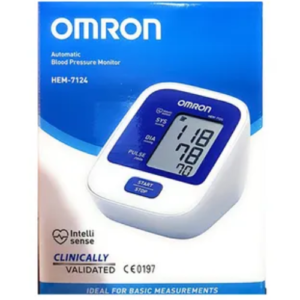 OMRON
Automatic
Blood Pressure Monitor
HEM-7124
OMRON
SYS
118
DIA
78
PULSE
70
START
STOP
Intelli
sense
CLINICALLY
VALIDATED CE0197
IDEAL FOR BASIC MEASUREMENTS